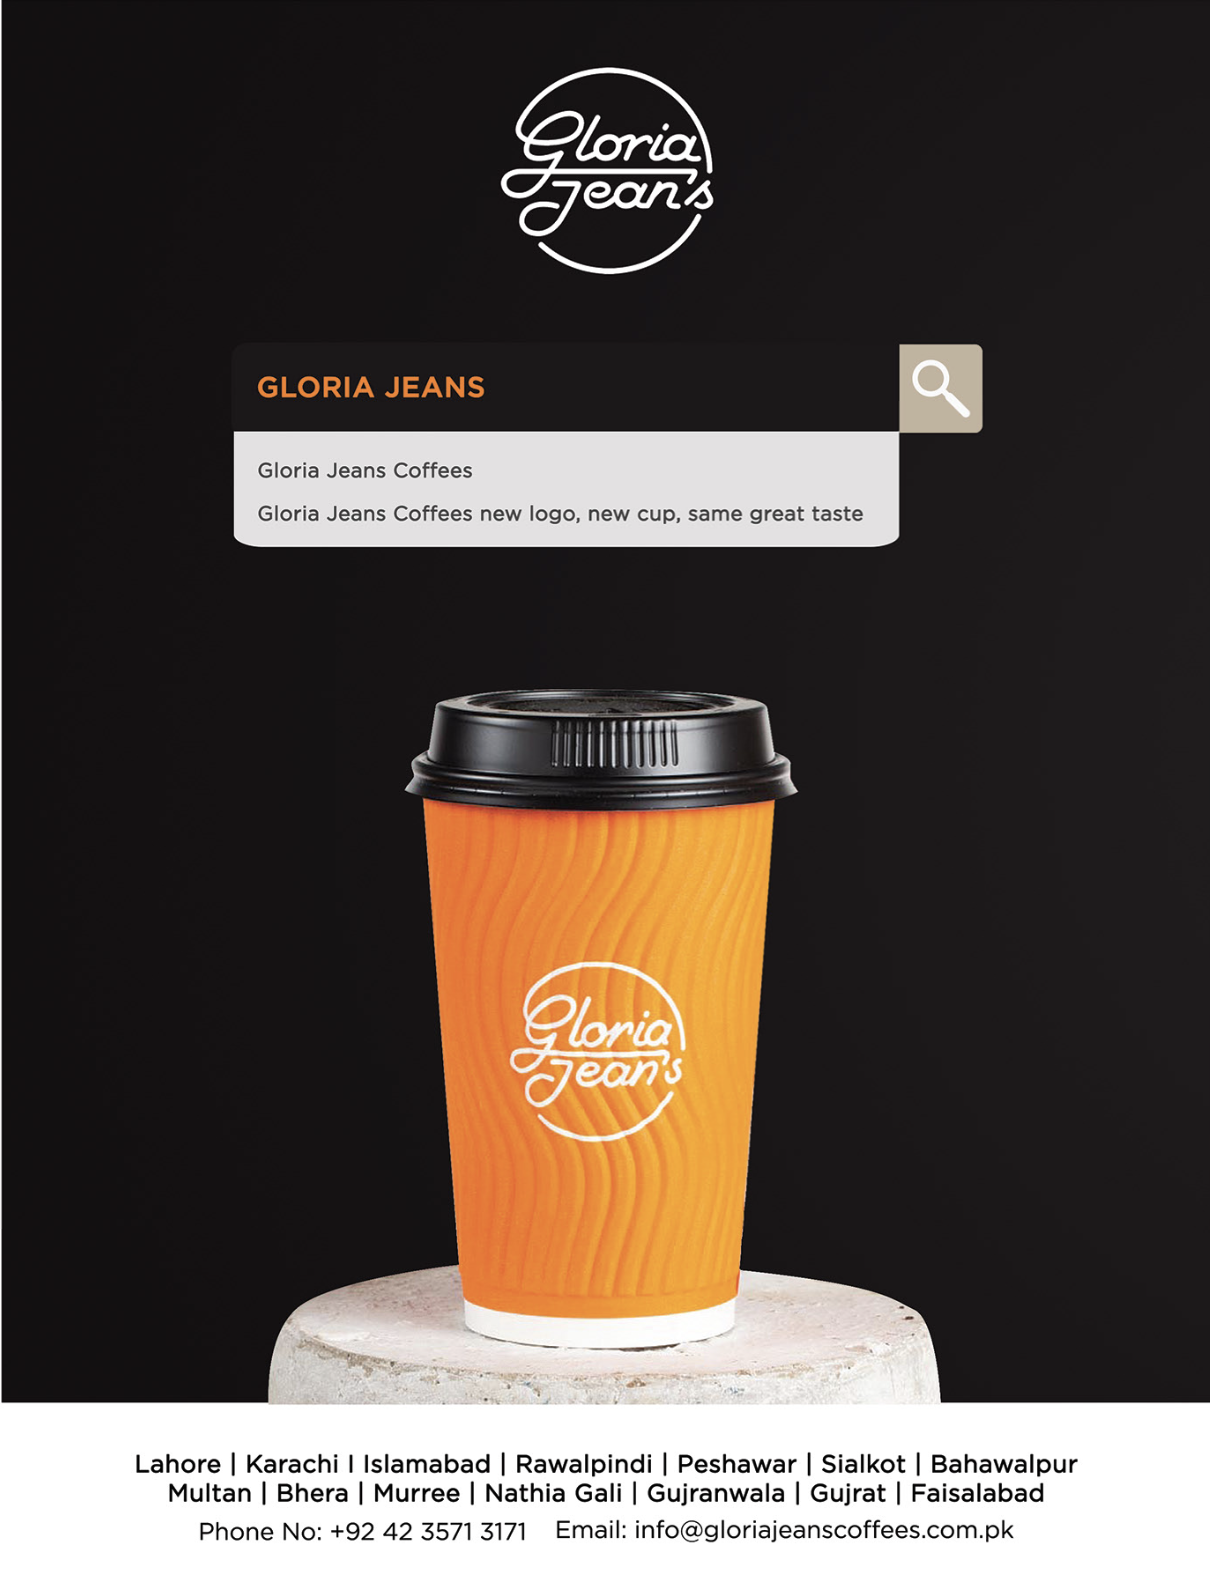 Gloria
Jean's
GLORIA JEANS
Gloria Jeans Coffees
Gloria Jeans Coffees new logo, new cup, same great taste
Gloria
Jean's
Lahore | Karachi I Islamabad | Rawalpindi | Peshawar | Sialkot | Bahawalpur
Multan | Bhera | Murree | Nathia Gali | Gujranwala | Gujrat | Faisalabad
Phone No: +92 42 3571 3171 Email: info@gloriajeanscoffees.com.pk